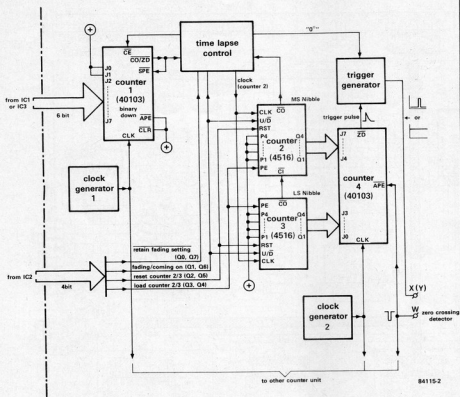 "0"
J0
J1
J2
J7
CE
CO/ZD
SPE
counter
1
(40103)
binary
down
APE
CLR
CLK
+
+
time lapse
control
clock
(counter 2)
CO
MS Nibble
CLK
U/D
RST
P4
P1
PE
CI
Q4
Q1
counter
2
(4516)
LS Nibble
CO
PE
P4
P1
RST
U/D
CLK
Q4
Q1
counter
3
(4516)
+
trigger
generator
trigger pulse
ZD
J7
J4
J3
J0
counter
4
(40103)
APE
CLK
or
from IC1
or IC3
6 bit
clock
generator
1
from IC2
4bit
retain fading setting
(Q0, Q7)
fading/coming on (Q1, Q6)
reset counter 2/3 (Q2, Q5)
load counter 2/3 (Q3, Q4)
clock
generator
2
X (Y)
W
zero crossing
detector
to other counter unit
84115-2